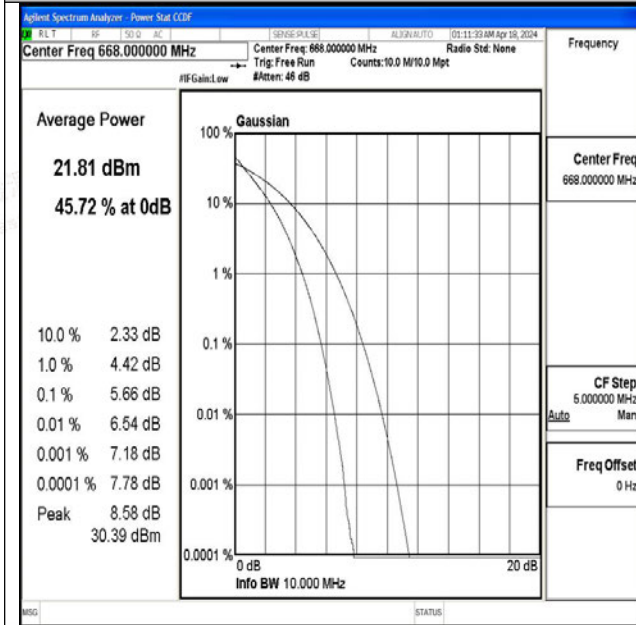 Agilent Spectrum Analyzer - Power Stat CCDF
RLT RF 50 Ω AC SENSE:PULSE ALIGNAUTO 01:11:33 AM Apr 18, 2024
Center Freq 668.000000 MHz
Center Freq: 668.000000 MHz Radio Std: None
Trig: Free Run Counts:10.0 M/10.0 Mpt
#IFGain:Low #Atten: 46 dB
Frequency
Average Power
21.81 dBm
45.72 % at 0dB
10.0 % 2.33 dB
1.0 % 4.42 dB
0.1 % 5.66 dB
0.01 % 6.54 dB
0.001 % 7.18 dB
0.0001 % 7.78 dB
Peak 8.58 dB
30.39 dBm
Gaussian
100 %
10 %
1 %
0.1 %
0.01 %
0.001 %
0.0001 %
0 dB 20 dB
Info BW 10.000 MHz
Center Freq
668.000000 MHz
CF Step
5.000000 MHz
Auto Man
Freq Offset
0 Hz
MSG STATUS